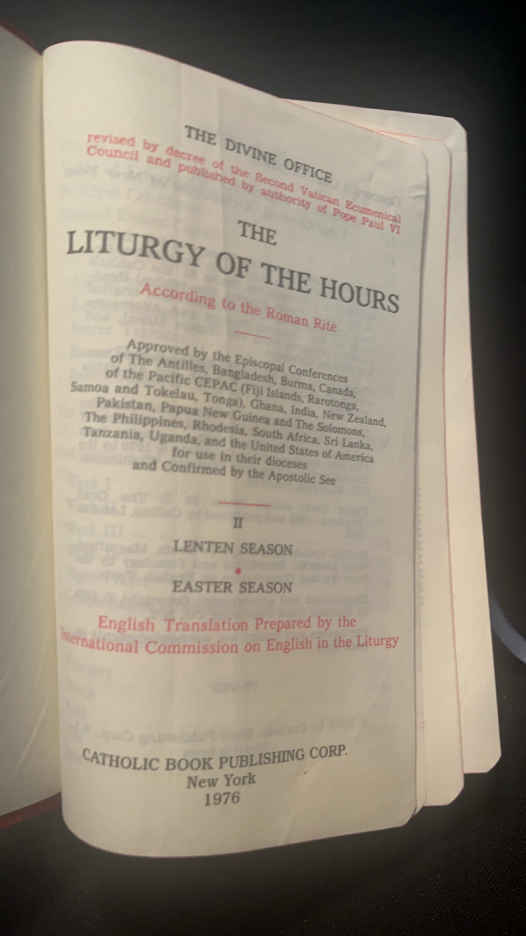 THE DIVINE OFFICE
revised by decree of the Second Vatican Ecumenical
Council and published by authority of Pope Paul VI
THE
LITURGY OF THE HOURS
According to the Roman Rite
Approved by the Episcopal Conferences
of The Antilles, Bangladesh, Burma, Canada,
of the Pacific CEPAC (Fiji Islands, Rarotonga,
Samoa and Tokelau, Tonga), Ghana, India, New Zealand,
Pakistan, Papua New Guinea and The Solomons,
The Philippines, Rhodesia, South Africa, Sri Lanka,
Tanzania, Uganda, and the United States of America
for use in their dioceses
and Confirmed by the Apostolic See
II
LENTEN SEASON
EASTER SEASON
English Translation Prepared by the
International Commission on English in the Liturgy
CATHOLIC BOOK PUBLISHING CORP.
New York
1976